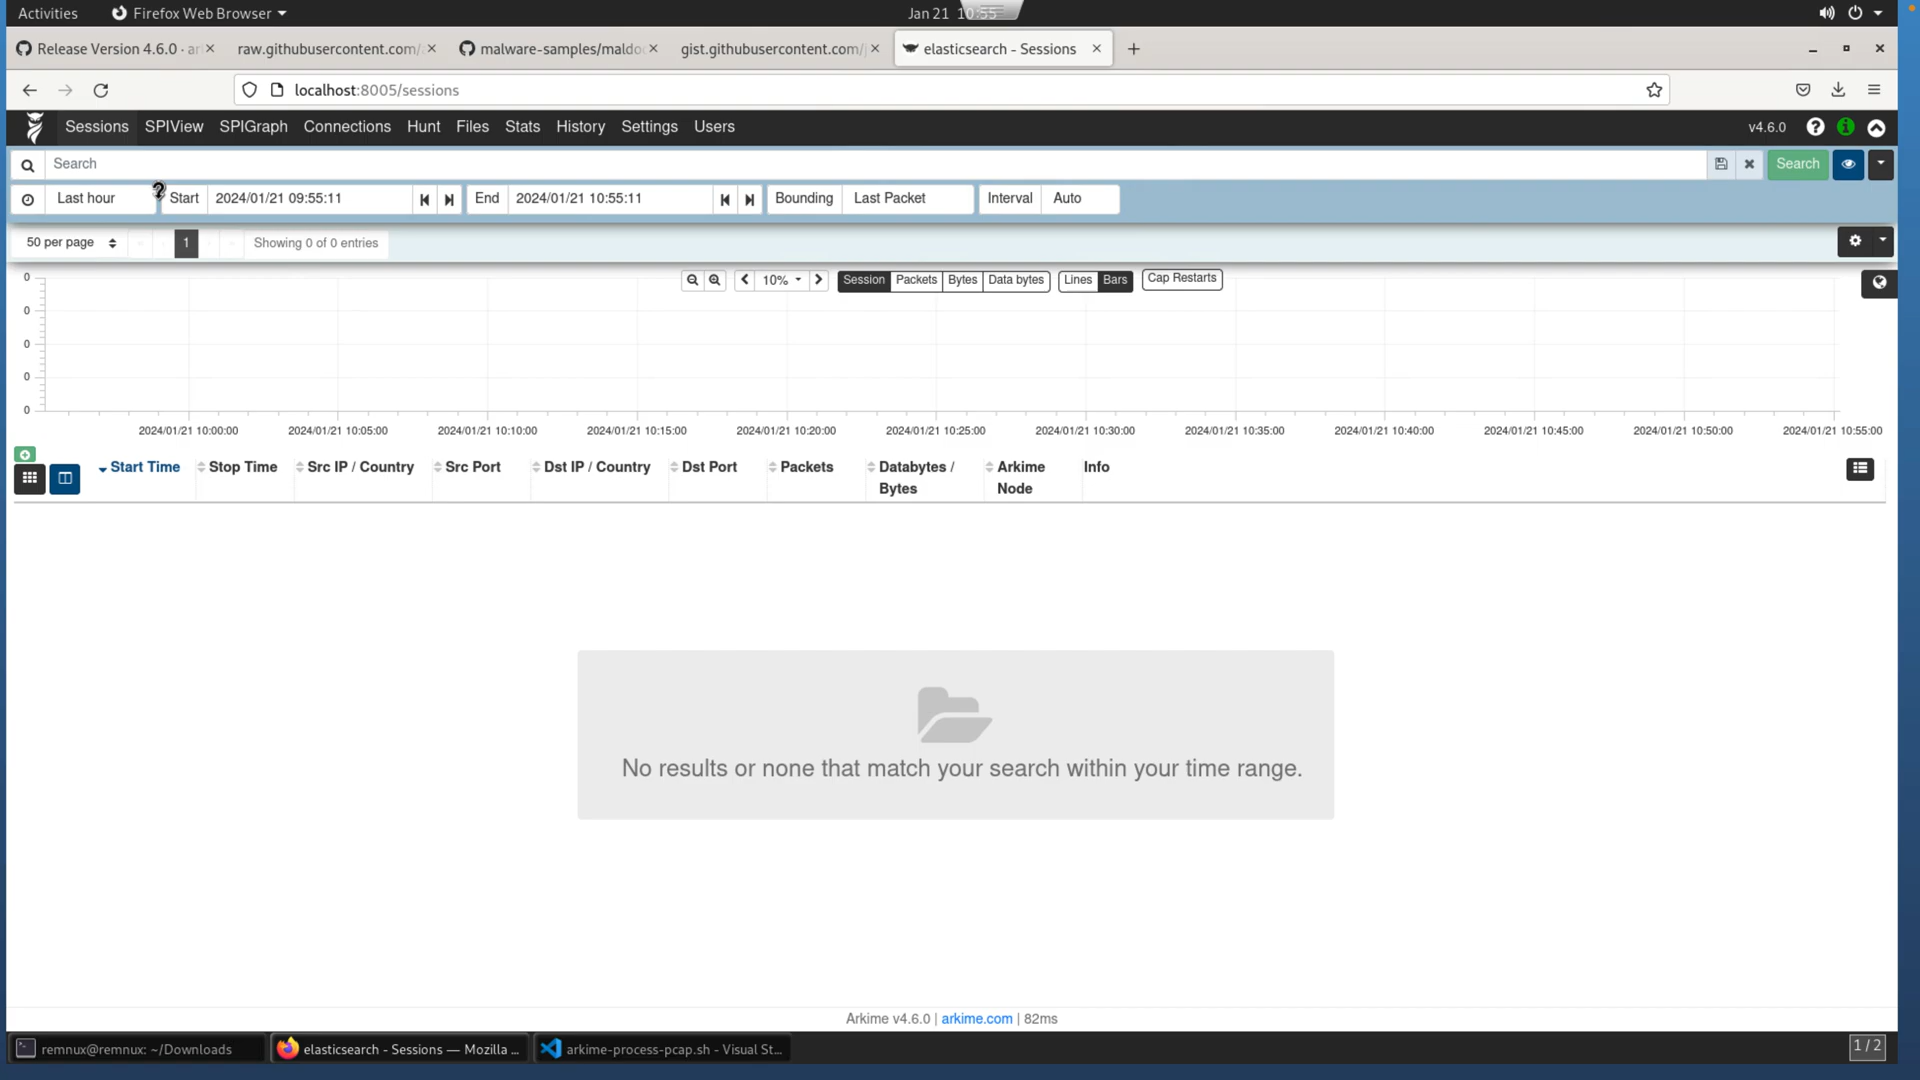 Activities Firefox Web Browser Jan 21 10:55
Release Version 4.6.0 · ar raw.githubusercontent.com/ malware-samples/maldo gist.githubusercontent.com/ elasticsearch - Sessions
localhost:8005/sessions
Sessions SPIView SPIGraph Connections Hunt Files Stats History Settings Users v4.6.0
Search Search
Last hour Start 2024/01/21 09:55:11 End 2024/01/21 10:55:11 Bounding Last Packet Interval Auto
50 per page 1 Showing 0 of 0 entries
10% Session Packets Bytes Data bytes Lines Bars Cap Restarts
0
0
0
0
0
2024/01/21 10:00:00 2024/01/21 10:05:00 2024/01/21 10:10:00 2024/01/21 10:15:00 2024/01/21 10:20:00 2024/01/21 10:25:00 2024/01/21 10:30:00 2024/01/21 10:35:00 2024/01/21 10:40:00 2024/01/21 10:45:00 2024/01/21 10:50:00 2024/01/21 10:55:00
Start Time Stop Time Src IP / Country Src Port Dst IP / Country Dst Port Packets Databytes / Arkime Info
Bytes Node
No results or none that match your search within your time range.
Arkime v4.6.0 | arkime.com | 82ms
remnux@remnux: ~/Downloads elasticsearch - Sessions — Mozilla ... arkime-process-pcap.sh - Visual St... 1 / 2